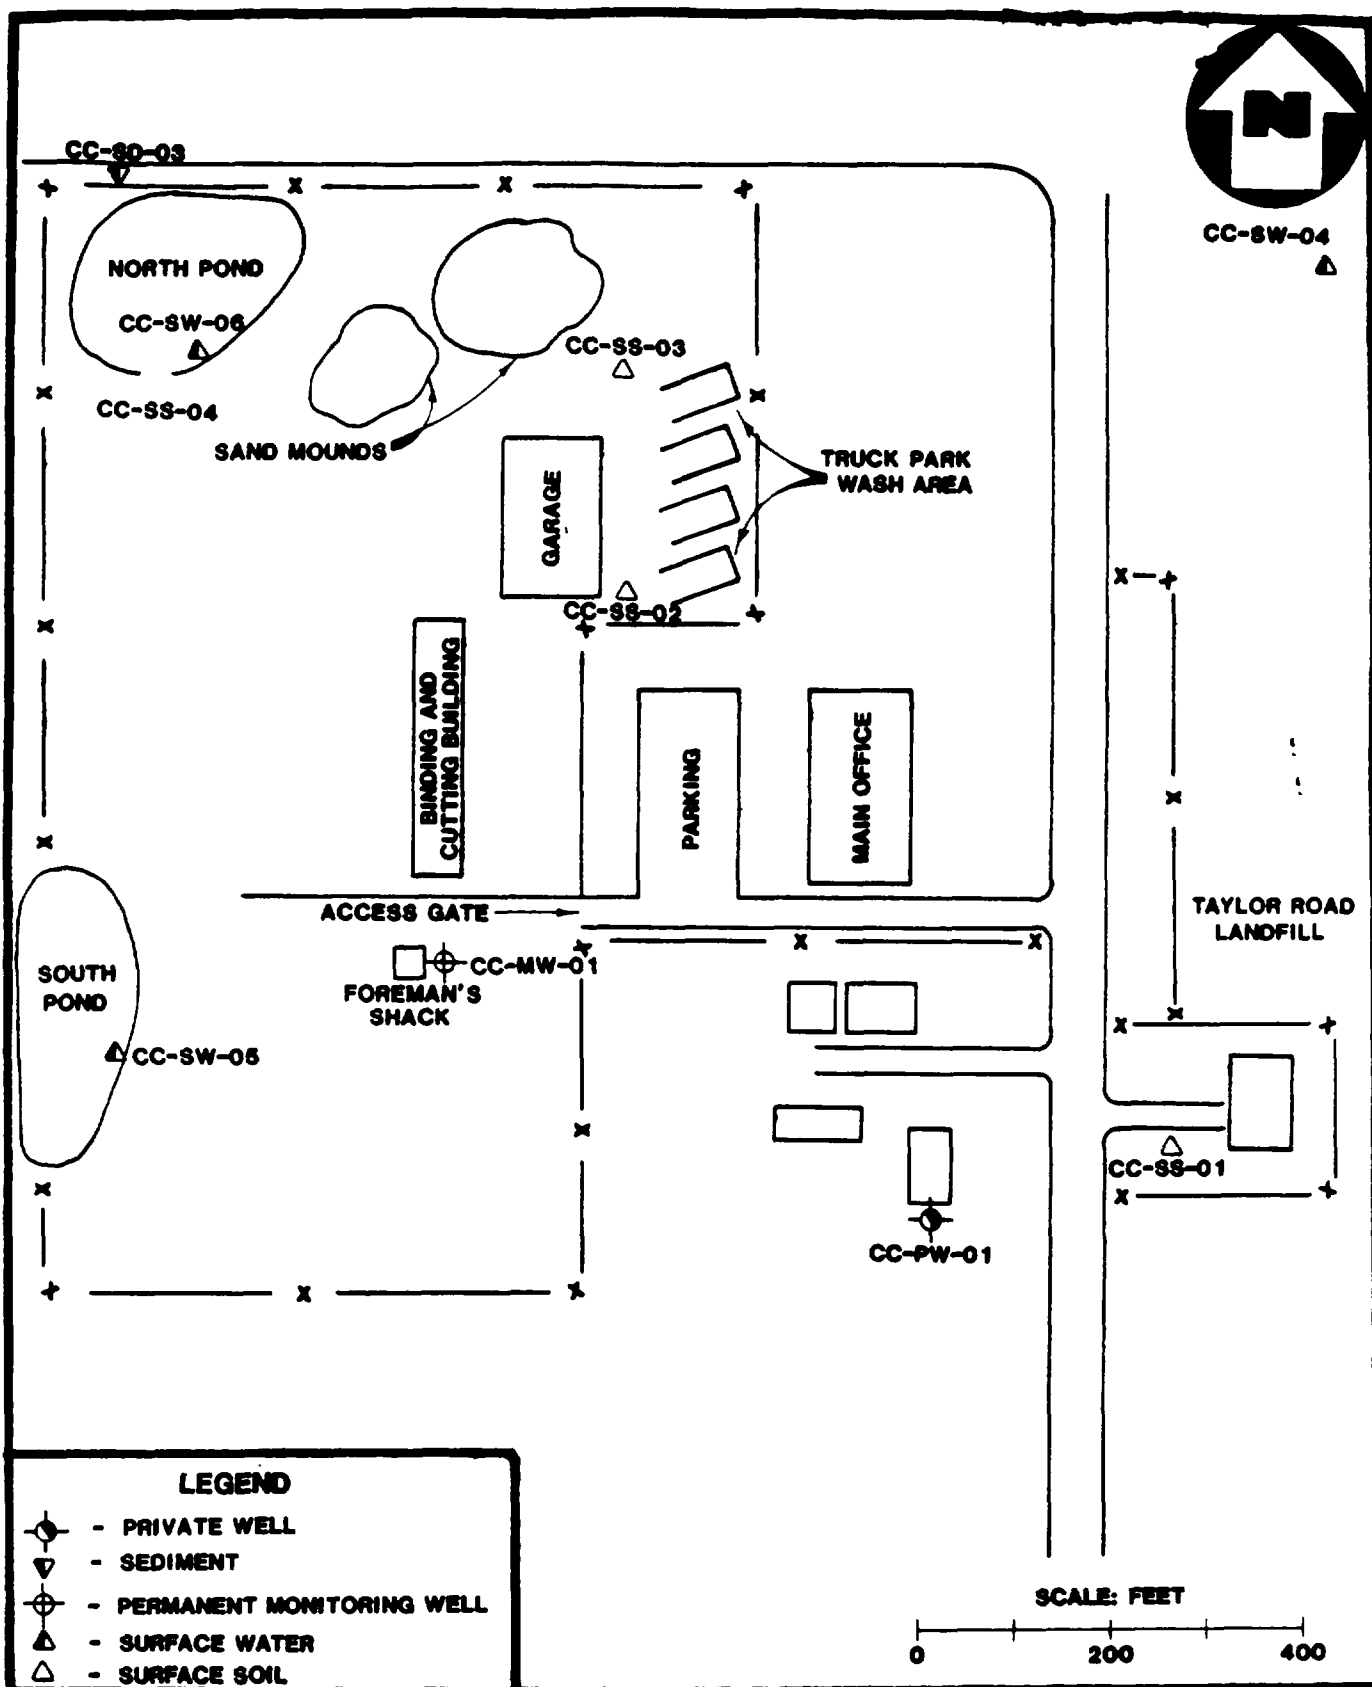 N
CC-SD-03
CC-SW-04
NORTH POND
CC-SW-06
CC-SS-03
CC-SS-04
SAND MOUNDS
TRUCK PARK
WASH AREA
GARAGE
CC-SS-02
BINDING AND
CUTTING BUILDING
PARKING
MAIN OFFICE
ACCESS GATE
TAYLOR ROAD
LANDFILL
SOUTH
POND
CC-MW-01
FOREMAN'S
SHACK
CC-SW-05
CC-SS-01
CC-PW-01
LEGEND
- PRIVATE WELL
- SEDIMENT
- PERMANENT MONITORING WELL
- SURFACE WATER
- SURFACE SOIL
SCALE: FEET
0 200 400